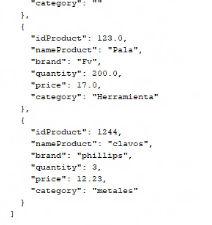 "category": ""
},
{
"idProduct": 123.0,
"nameProduct": "Pala",
"brand": "Fv",
"quantity": 200.0,
"price": 17.0,
"category": "Herramienta"
},
{
"idProduct": 1244,
"nameProduct": "clavos",
"brand": "phillips",
"quantity": 3,
"price": 12.23,
"category": "metales"
}
]